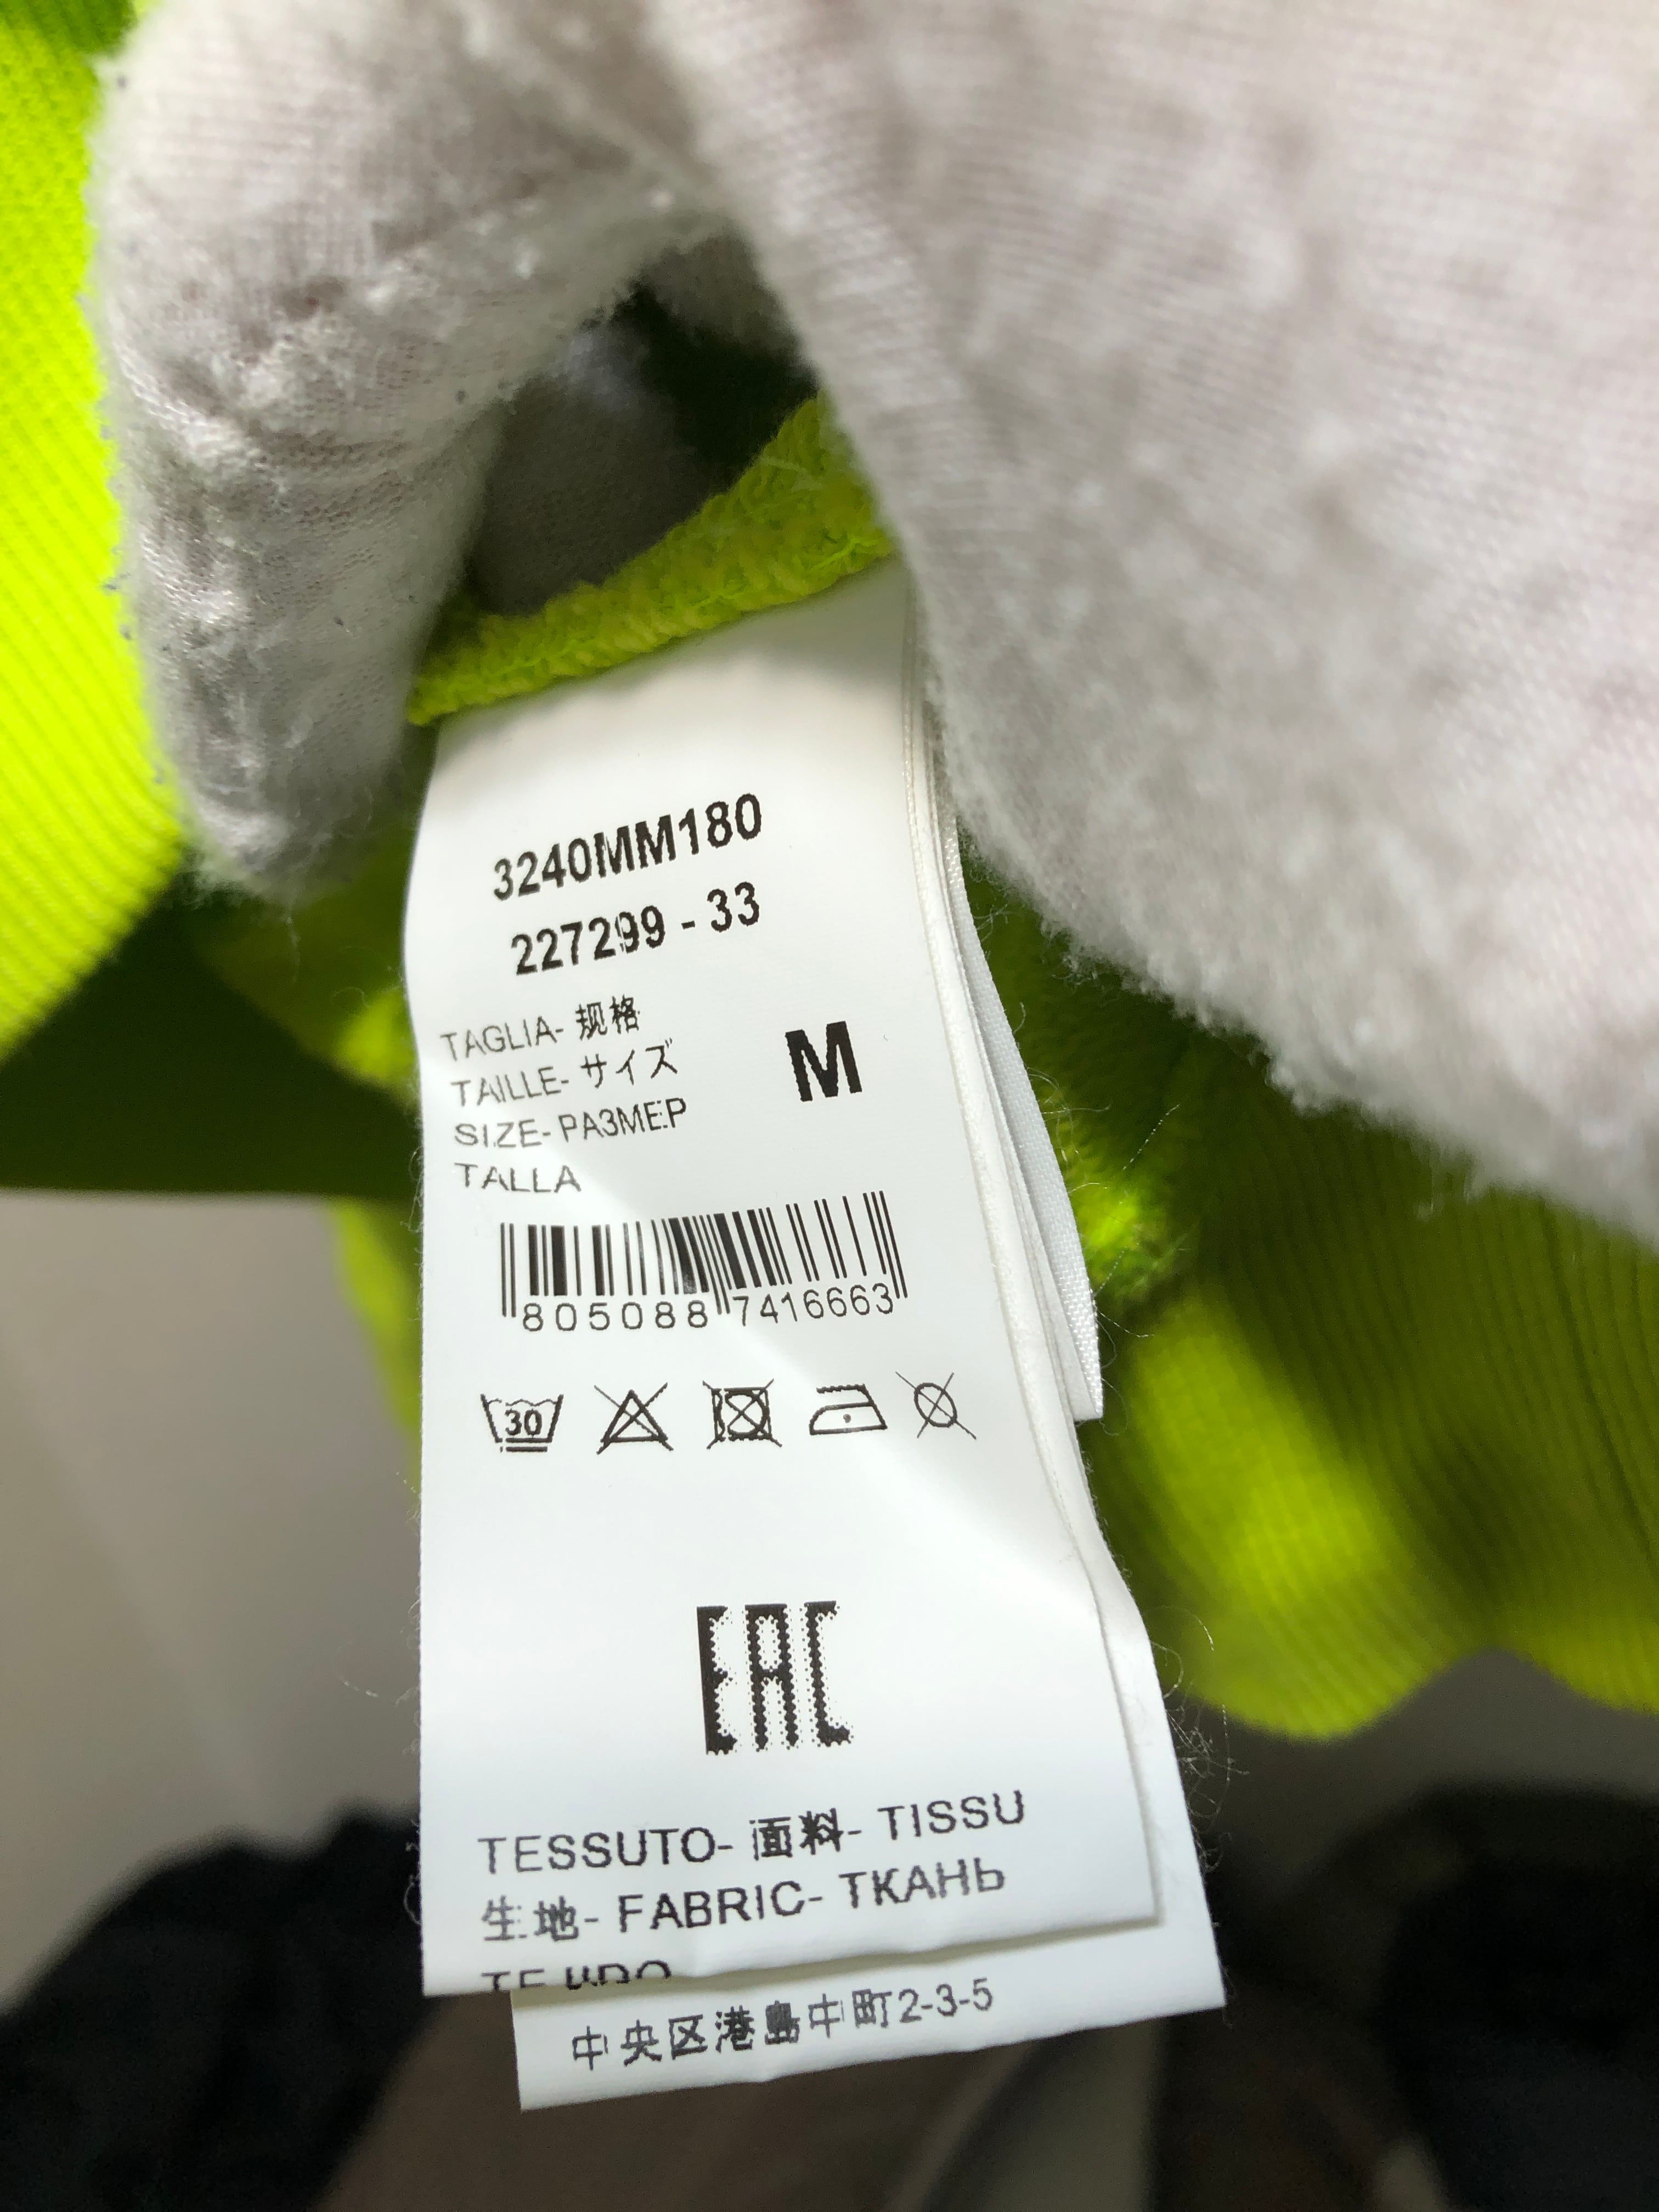 3240MM180
227299 - 33
TAGLIA- 规格
TAILLE- サイズ
SIZE- РАЗМЕР
TALLA
M
805088 7416663
30
EAC
TESSUTO- 面料- TISSU
生地- FABRIC- ТКАНЬ
TEJIDO
中央区港島中町2-3-5